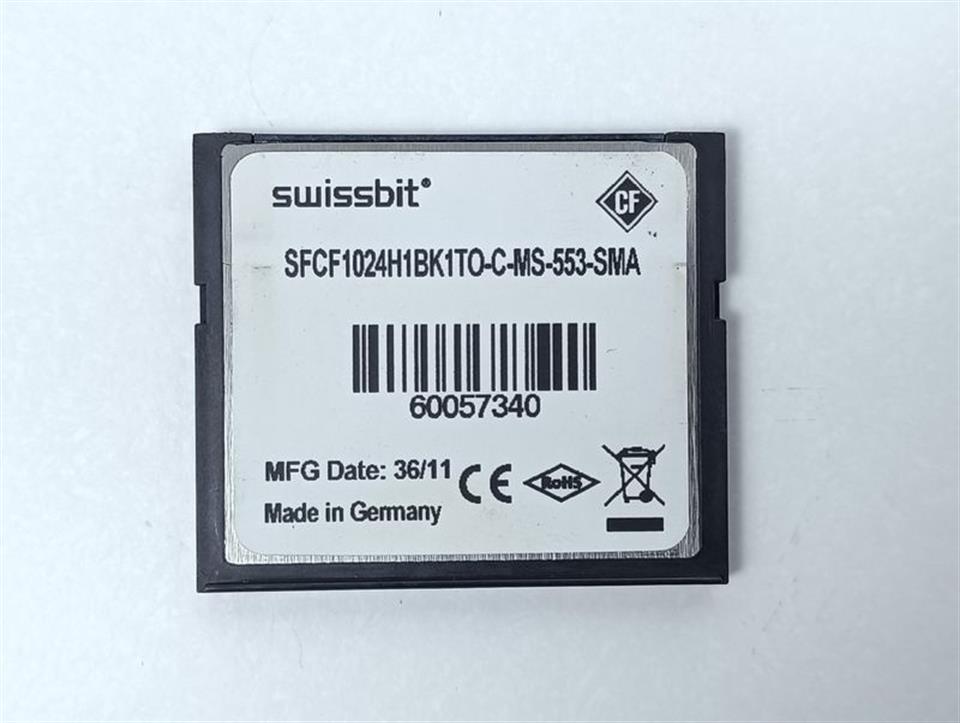 swissbit®
CF
SFCF1024H1BK1TO-C-MS-553-SMA
60057340
MFG Date: 36/11
CE
RoHS
Made in Germany